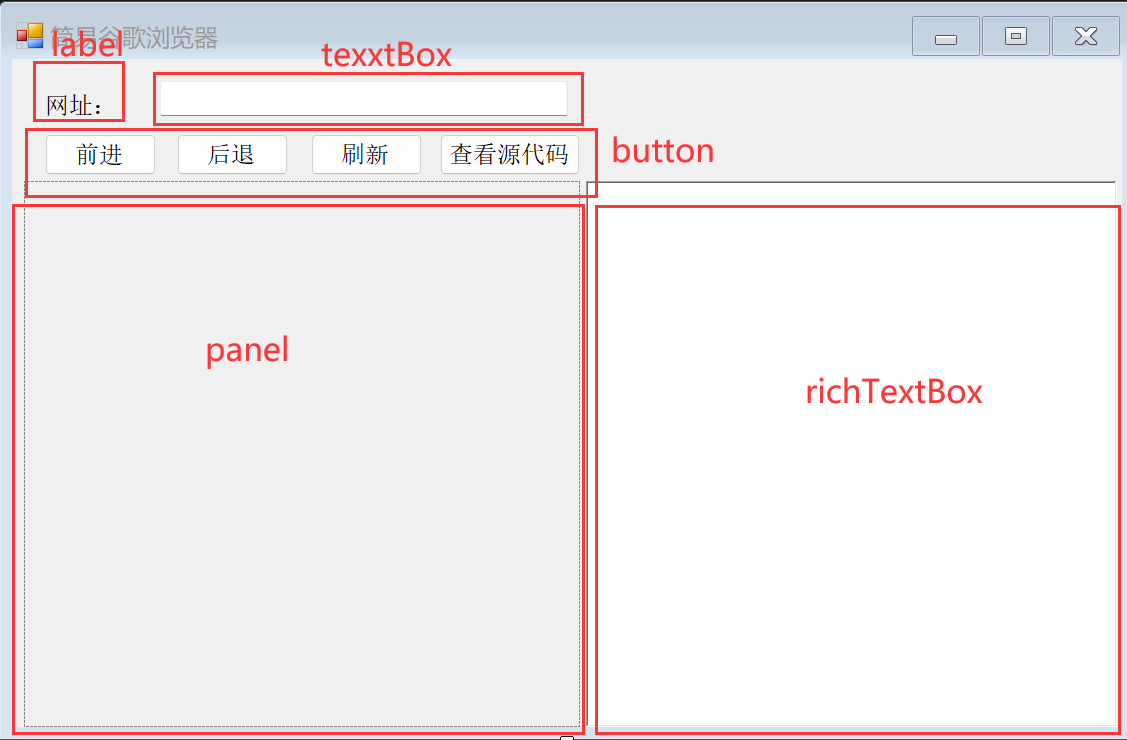 简易谷歌浏览器
label
texxtBox
网址：
前进 后退 刷新 查看源代码
button
panel
richTextBox